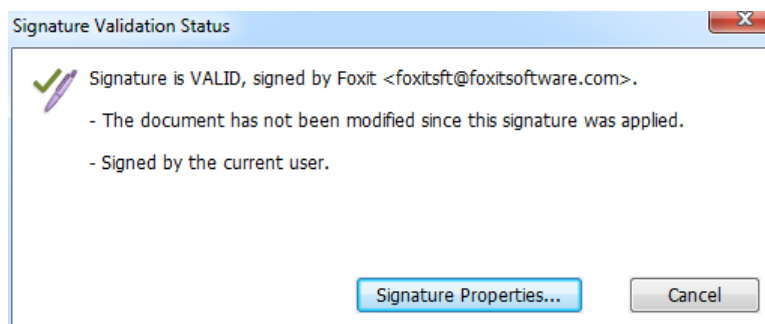 Signature Validation Status
Signature is VALID, signed by Foxit <foxitsft@foxitsoftware.com>.
- The document has not been modified since this signature was applied.
- Signed by the current user.
Signature Properties...
Cancel